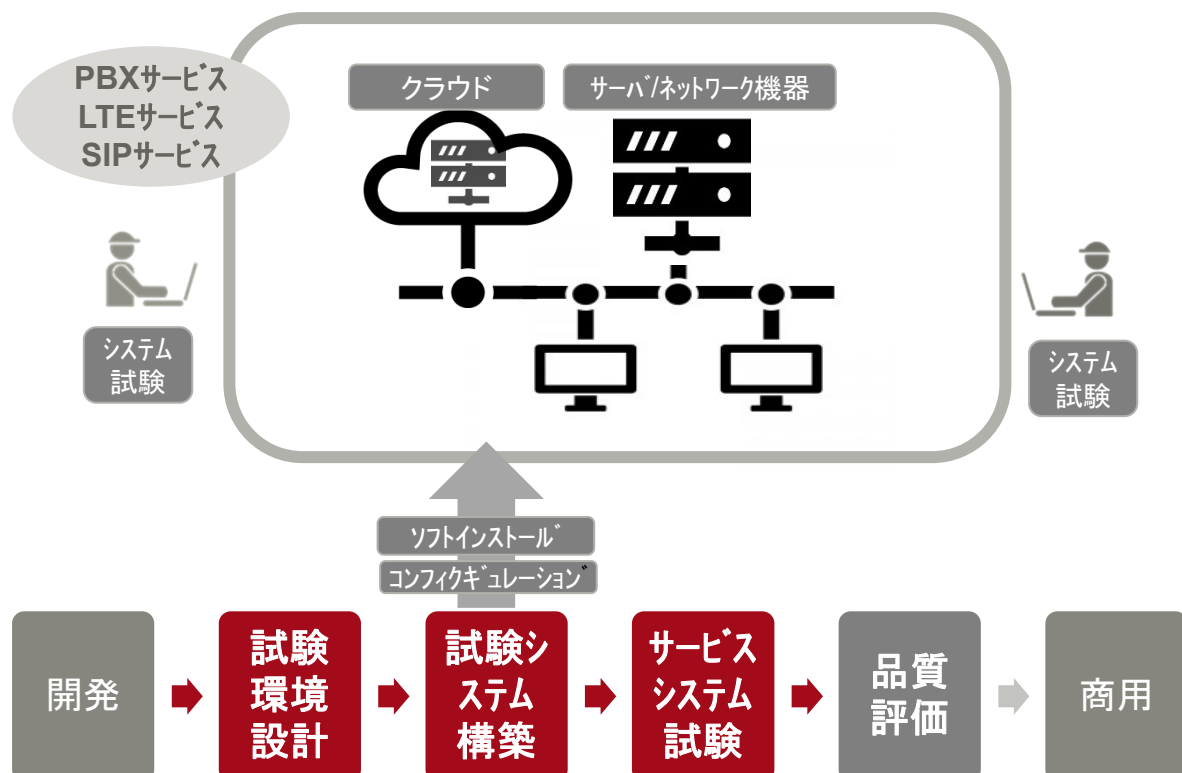 PBXｻｰﾋﾞｽ
LTEｻｰﾋﾞｽ
SIPｻｰﾋﾞｽ
クラウド
ｻｰﾊﾞ/ﾈｯﾄﾜｰｸ機器
ｼｽﾃﾑ
試験
ｼｽﾃﾑ
試験
ｿﾌﾄｲﾝｽﾄｰﾙﾞ
ｺﾝﾌｨｸｷﾞｭﾚｰｼｮﾝﾞ
開発
試験
環境
設計
試験ｼ
ｽﾃﾑ
構築
ｻｰﾋﾞｽ
ｼｽﾃﾑ
試験
品質
評価
商用